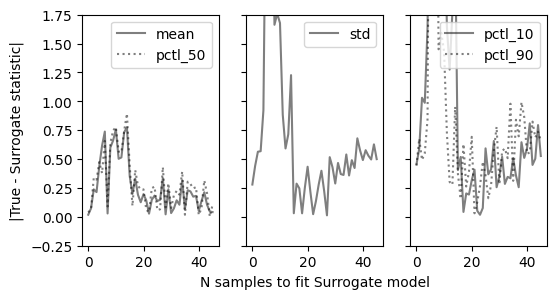 |True - Surrogate statistic|
1.75
1.50
1.25
1.00
0.75
0.50
0.25
0.00
−0.25
mean
pctl_50
0 20 40
std
0 20 40
pctl_10
pctl_90
0 20 40
N samples to fit Surrogate model